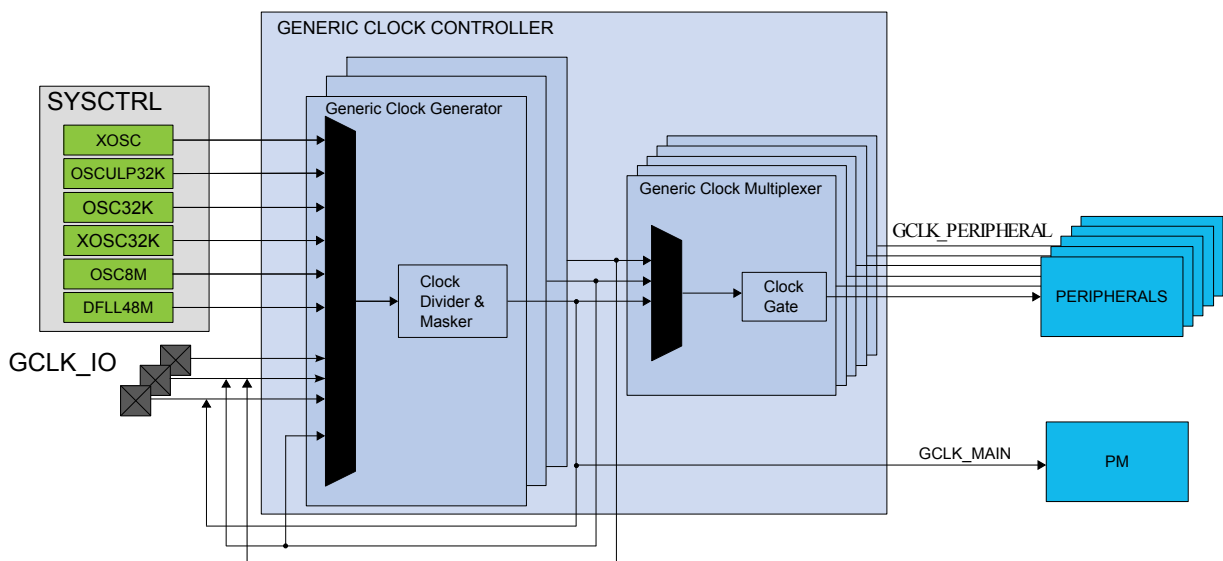 GENERIC CLOCK CONTROLLER
SYSCTRL
XOSC
OSCULP32K
OSC32K
XOSC32K
OSC8M
DFLL48M
GCLK_IO
Generic Clock Generator
Clock
Divider &
Masker
Generic Clock Multiplexer
Clock
Gate
GCLK_PERIPHERAL
PERIPHERALS
GCLK_MAIN
PM